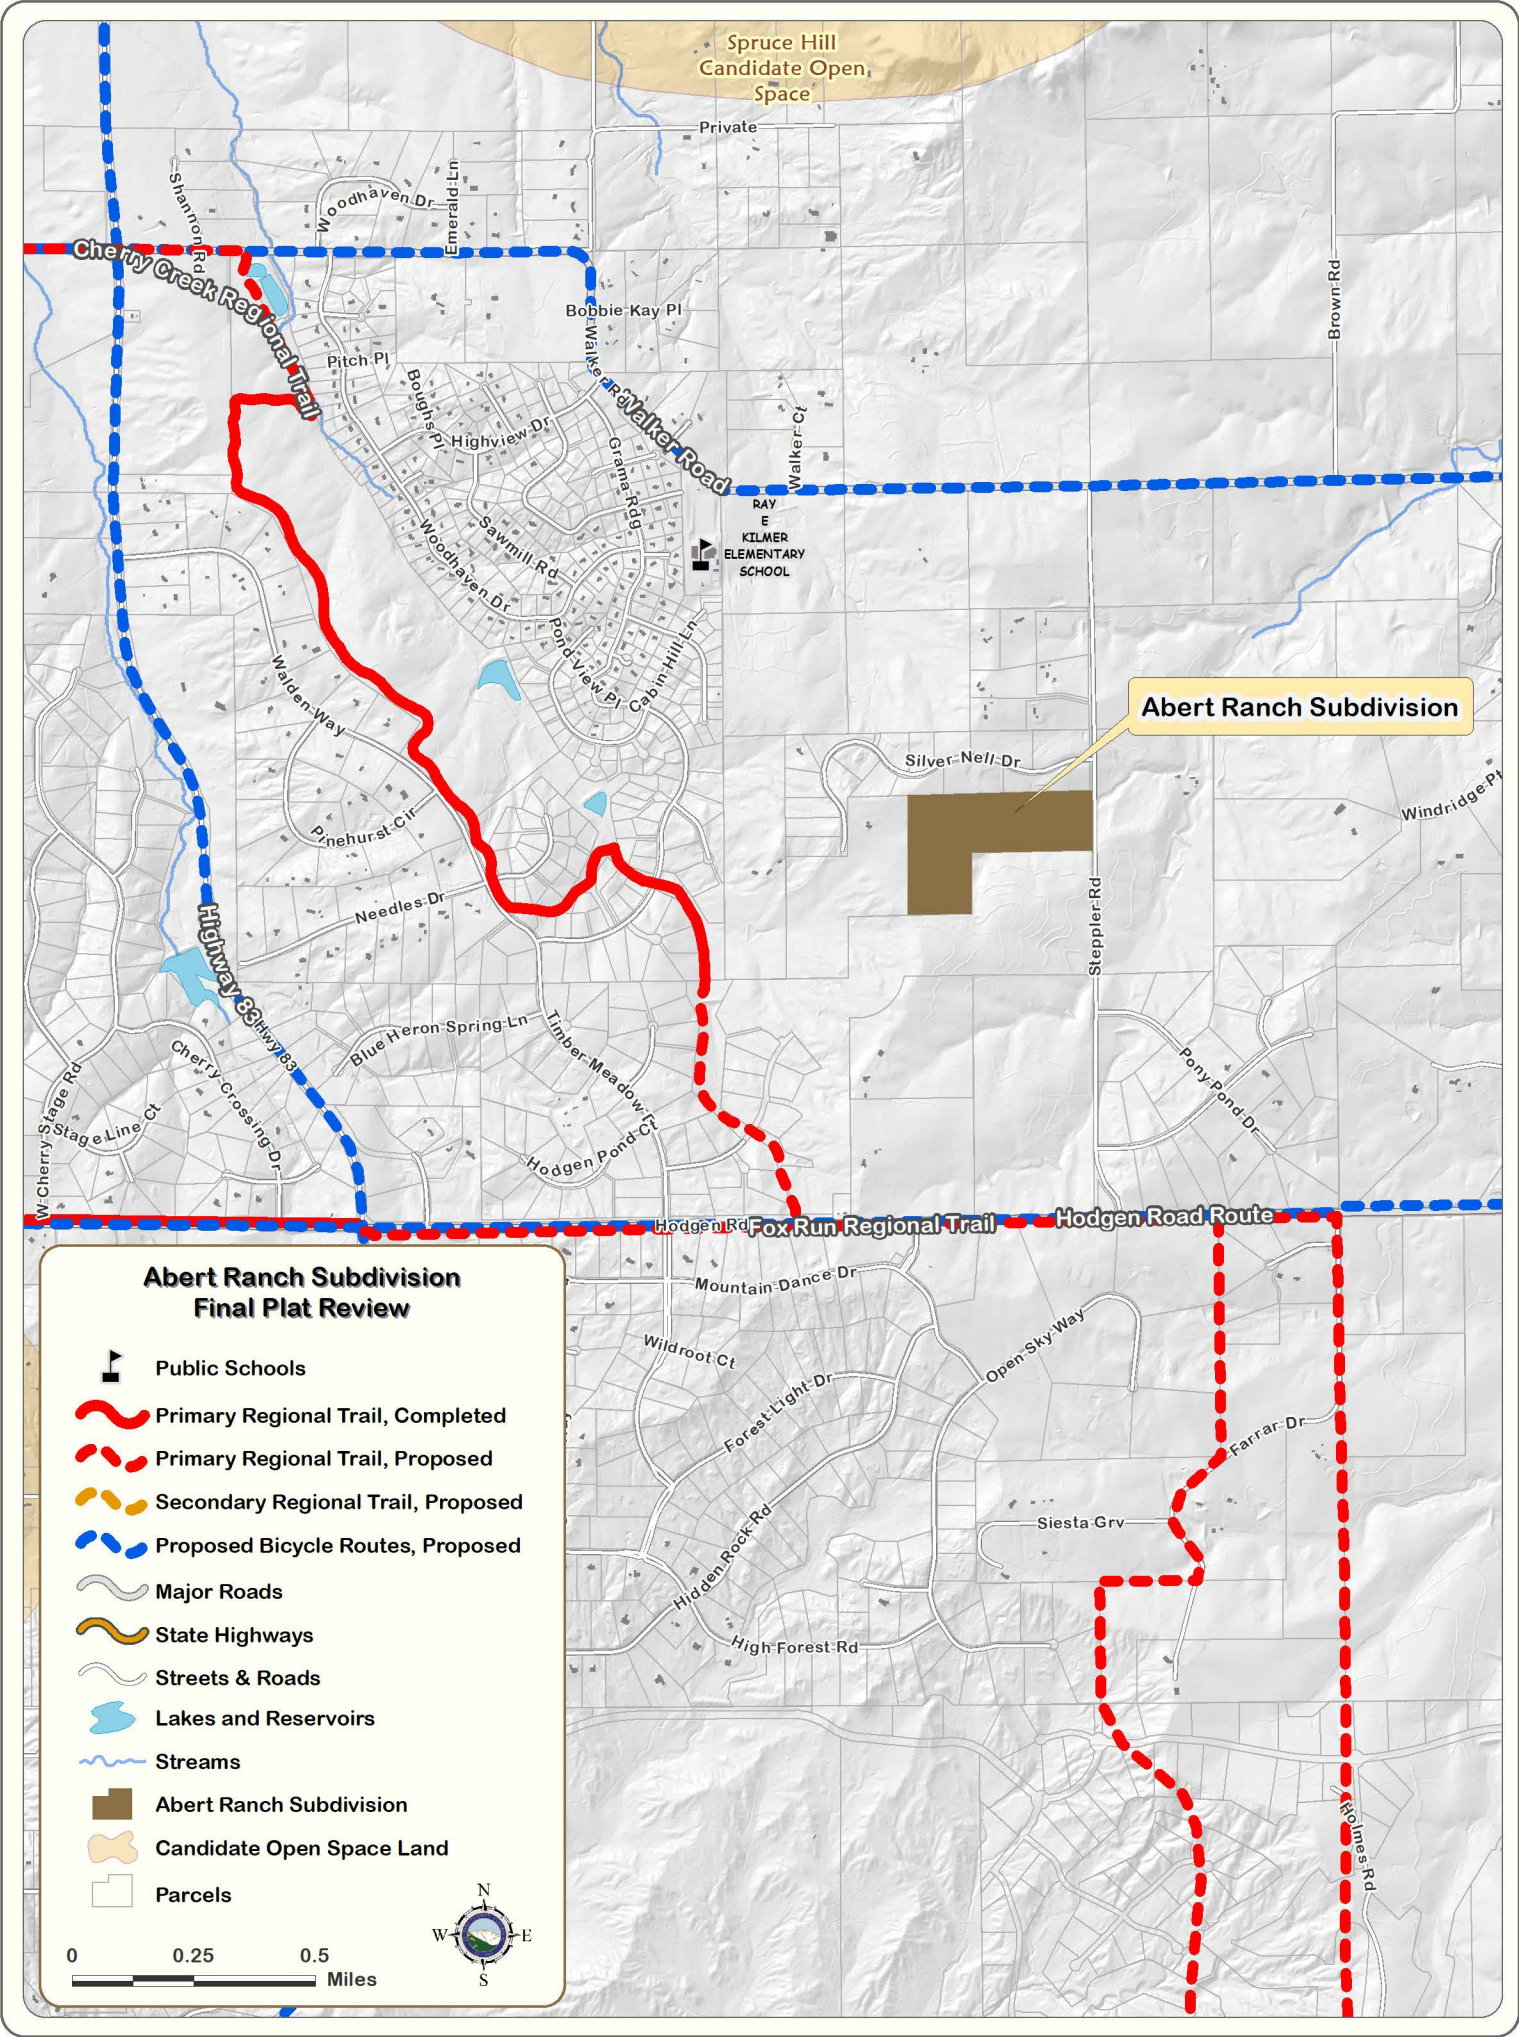 Spruce Hill
Candidate Open
Space
Private
Shannon Rd
Woodhaven Dr
Emerald Ln
Cherry Creek Regional Trail
Bobbie Kay Pl
Brown Rd
Walker Rd
Pitch Pl
Boughs Pl
Highview Dr
Walker Road
Walker Ct
Grama Rdg
RAY
E
KILMER
ELEMENTARY
SCHOOL
Sawmill Rd
Woodhaven Dr
Pond View Pl
Cabin Hill Ln
Walden Way
Abert Ranch Subdivision
Silver Nell Dr
Windridge Pt
Pinehurst Cir
Needles Dr
Steppler Rd
Highway 83
Hwy 83
Blue Heron Spring Ln
Timber Meadow
Cherry Crossing Dr
Pony Pond Dr
W Cherry Stage Rd
Stage Line Ct
Hodgen Pond Ct
Hodgen Rd
Fox Run Regional Trail
Hodgen Road Route
Mountain Dance Dr
Wildroot Ct
Open Sky Way
Forest Light Dr
Farrar Dr
Siesta Grv
Hidden Rock Rd
High Forest Rd
Holmes Rd
Abert Ranch Subdivision
Final Plat Review
Public Schools
Primary Regional Trail, Completed
Primary Regional Trail, Proposed
Secondary Regional Trail, Proposed
Proposed Bicycle Routes, Proposed
Major Roads
State Highways
Streets & Roads
Lakes and Reservoirs
Streams
Abert Ranch Subdivision
Candidate Open Space Land
Parcels
N
W E
S
0 0.25 0.5
Miles